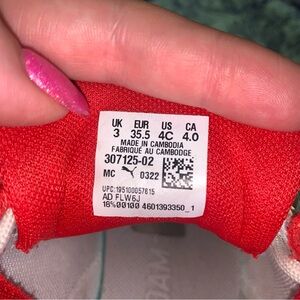 UK EUR US CA
3 35.5 4C 4.0
MADE IN CAMBODIA
FABRIQUÉ AU CAMBODGE
307125-02
MC 0322
UPC:195100057615
AD FLW6J
18%00100 4601393350_1